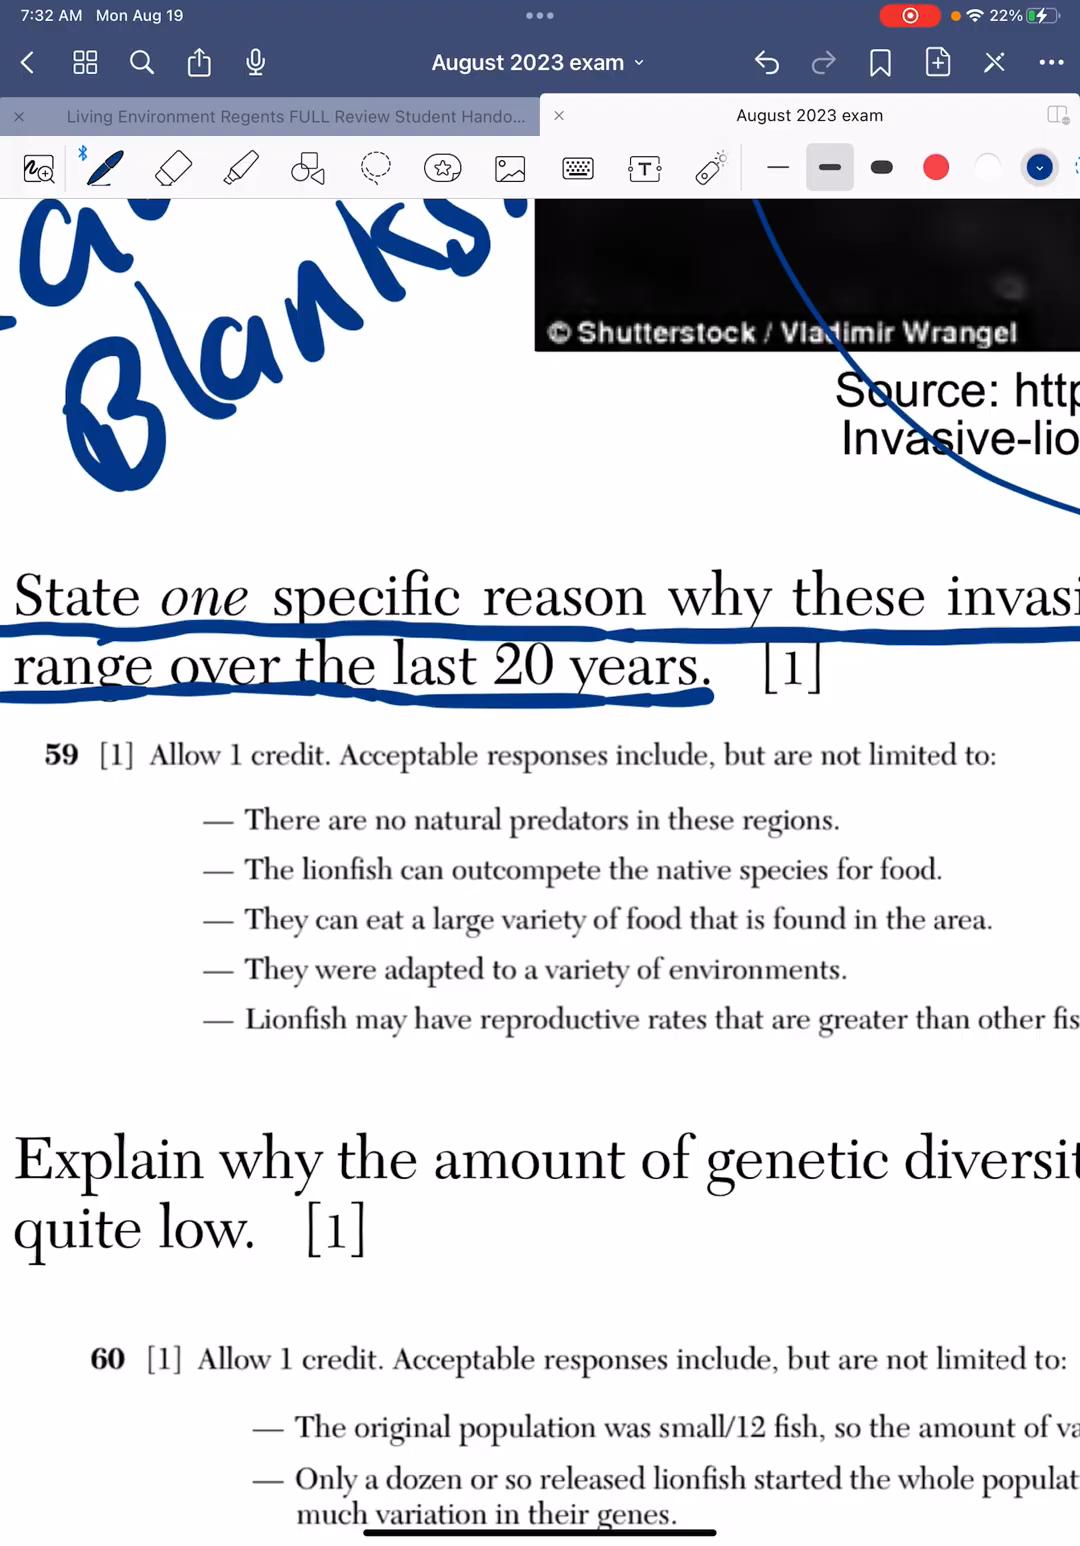 7:32 AM Mon Aug 19
22%
August 2023 exam
Living Environment Regents FULL Review Student Hando...
August 2023 exam
T
Blanks
© Shutterstock / Vladimir Wrangel
Source: http
Invasive-lio
State one specific reason why these invasi
range over the last 20 years. [1]
59 [1] Allow 1 credit. Acceptable responses include, but are not limited to:
— There are no natural predators in these regions.
— The lionfish can outcompete the native species for food.
— They can eat a large variety of food that is found in the area.
— They were adapted to a variety of environments.
— Lionfish may have reproductive rates that are greater than other fis
Explain why the amount of genetic diversit
quite low. [1]
60 [1] Allow 1 credit. Acceptable responses include, but are not limited to:
— The original population was small/12 fish, so the amount of va
— Only a dozen or so released lionfish started the whole populat
much variation in their genes.